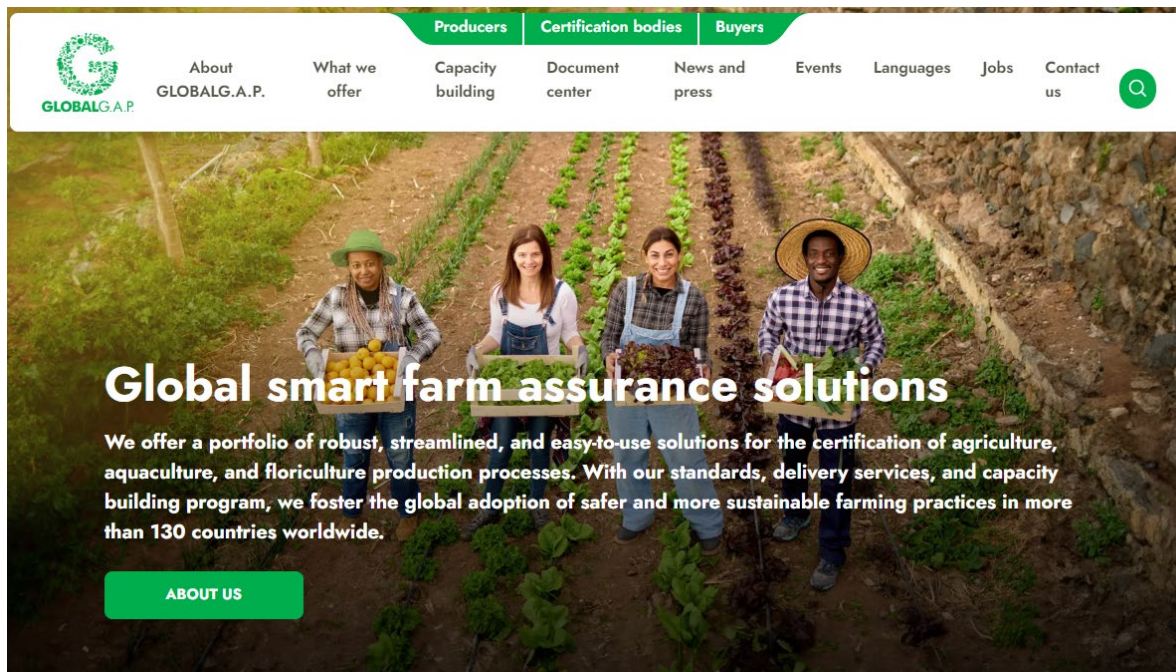 Producers
Certification bodies
Buyers
GLOBALG.A.P.
About
GLOBALG.A.P.
What we
offer
Capacity
building
Document
center
News and
press
Events
Languages
Jobs
Contact
us
Global smart farm assurance solutions
We offer a portfolio of robust, streamlined, and easy-to-use solutions for the certification of agriculture,
aquaculture, and floriculture production processes. With our standards, delivery services, and capacity
building program, we foster the global adoption of safer and more sustainable farming practices in more
than 130 countries worldwide.
ABOUT US